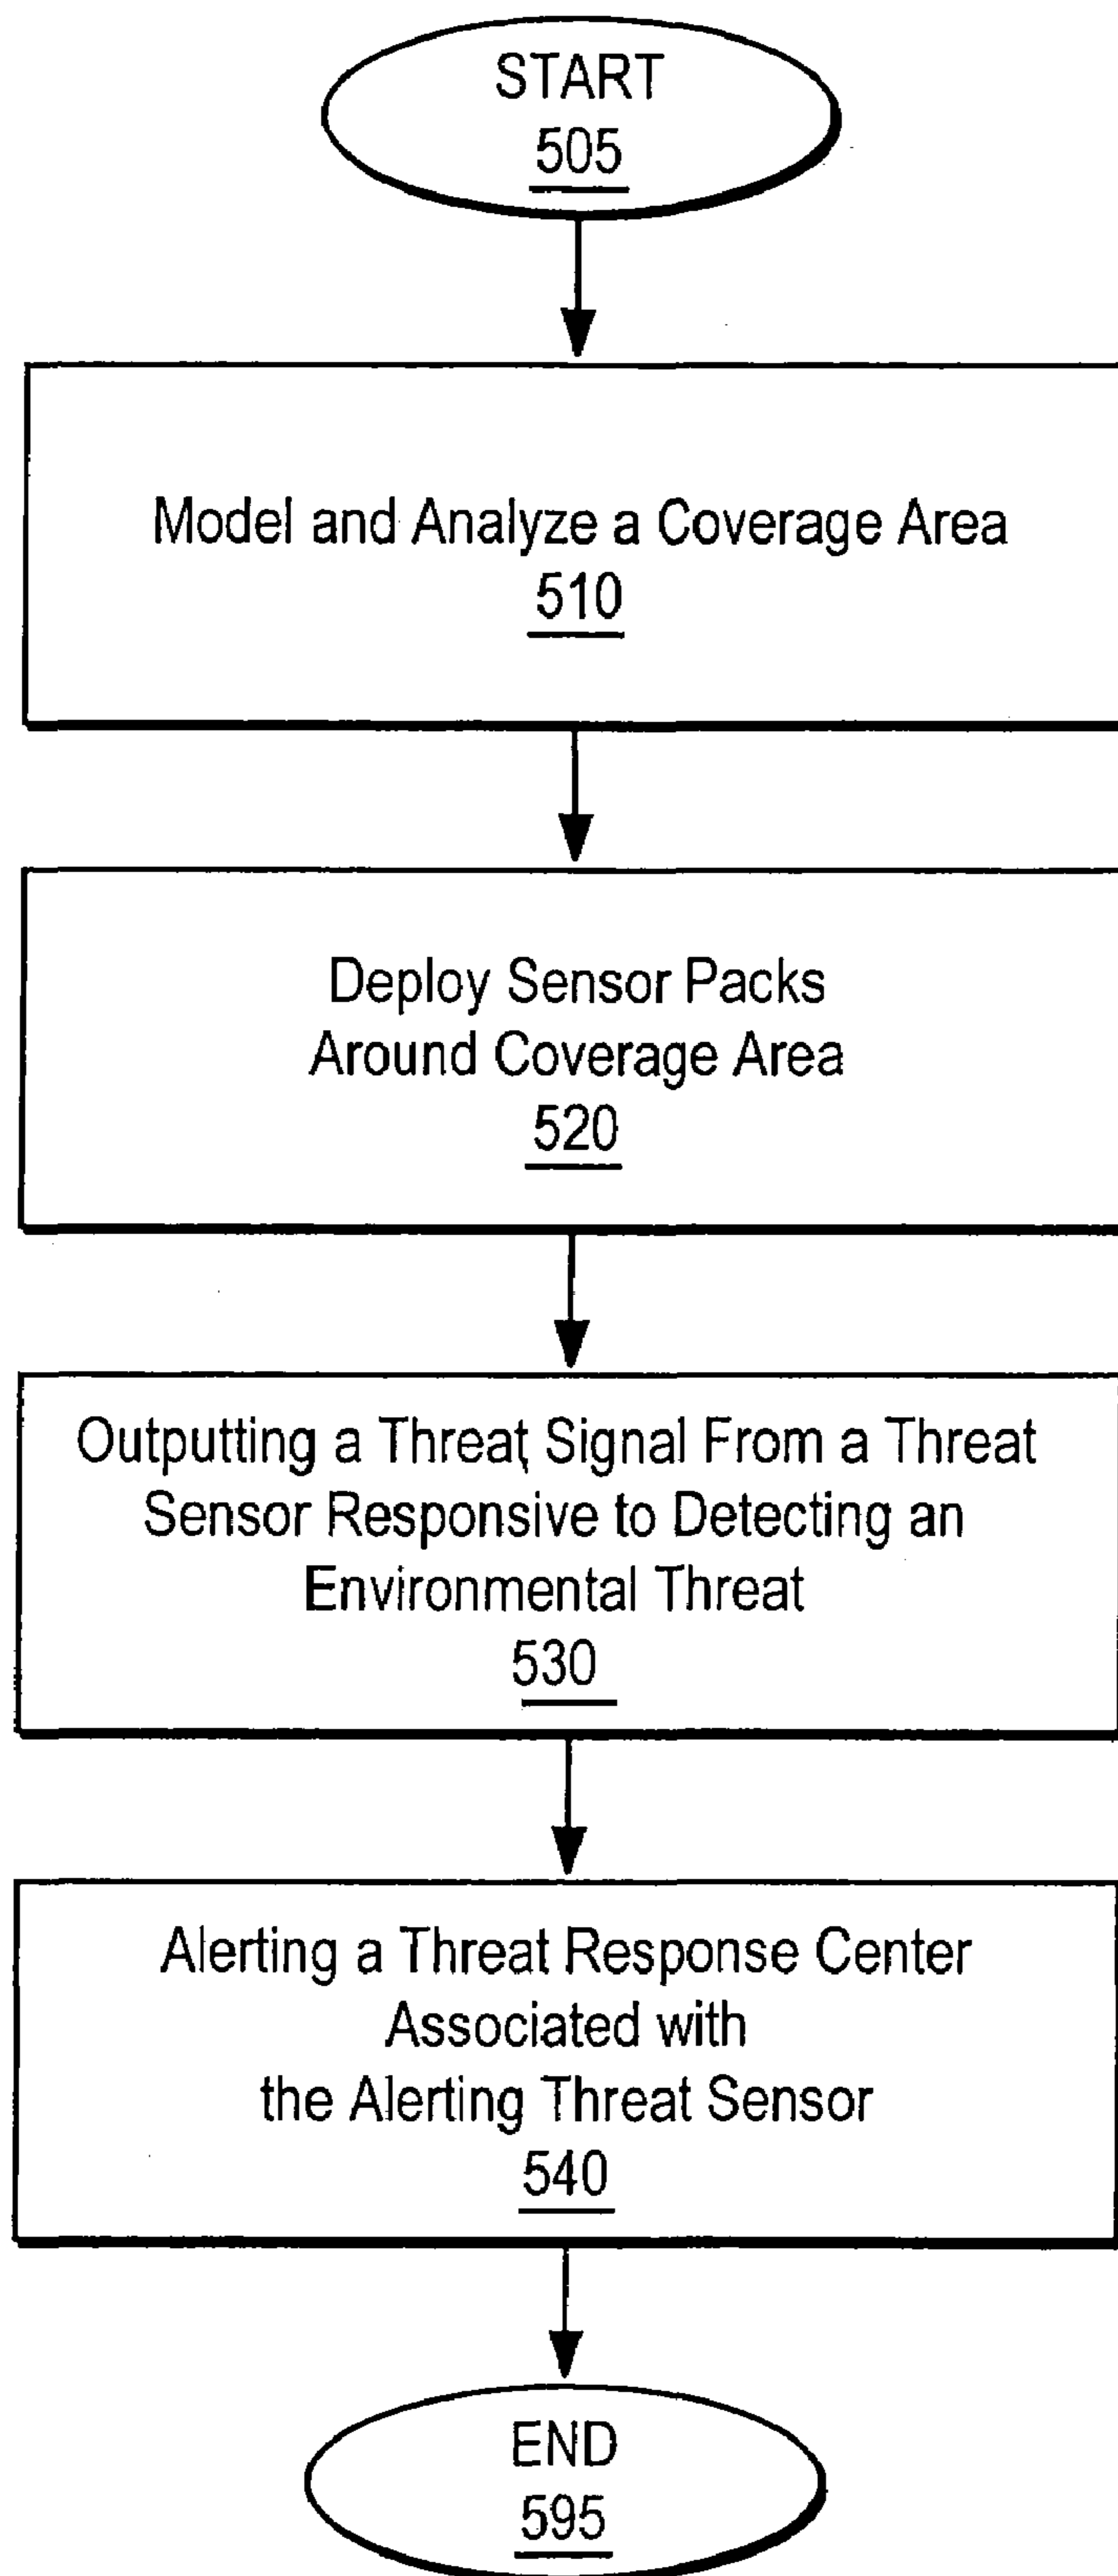 START
505
Model and Analyze a Coverage Area
510
Deploy Sensor Packs
Around Coverage Area
520
Outputting a Threat Signal From a Threat
Sensor Responsive to Detecting an
Environmental Threat
530
Alerting a Threat Response Center
Associated with
the Alerting Threat Sensor
540
END
595